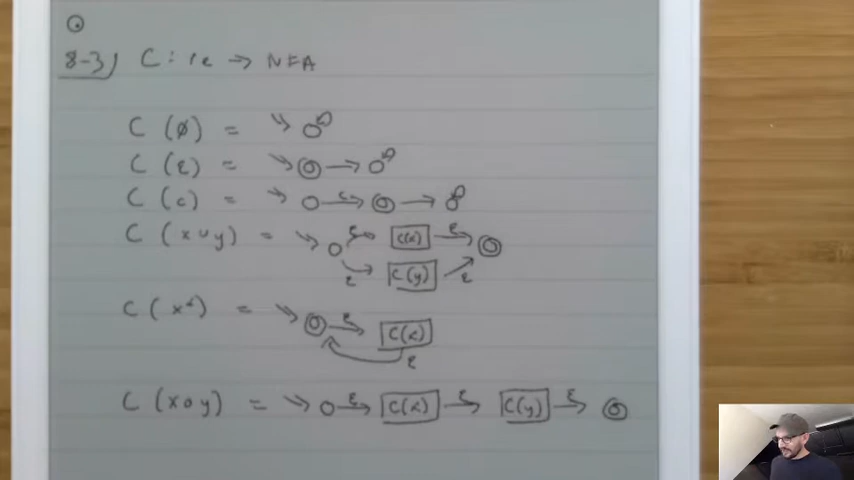 8-3) C: re → NFA
C (∅) =
C (ε) =
C (c) = c
C (x∪y) = ε C(x) ε ε C(y) ε
C (x*) = ε C(x) ε
C (x∘y) = ε C(x) ε C(y) ε